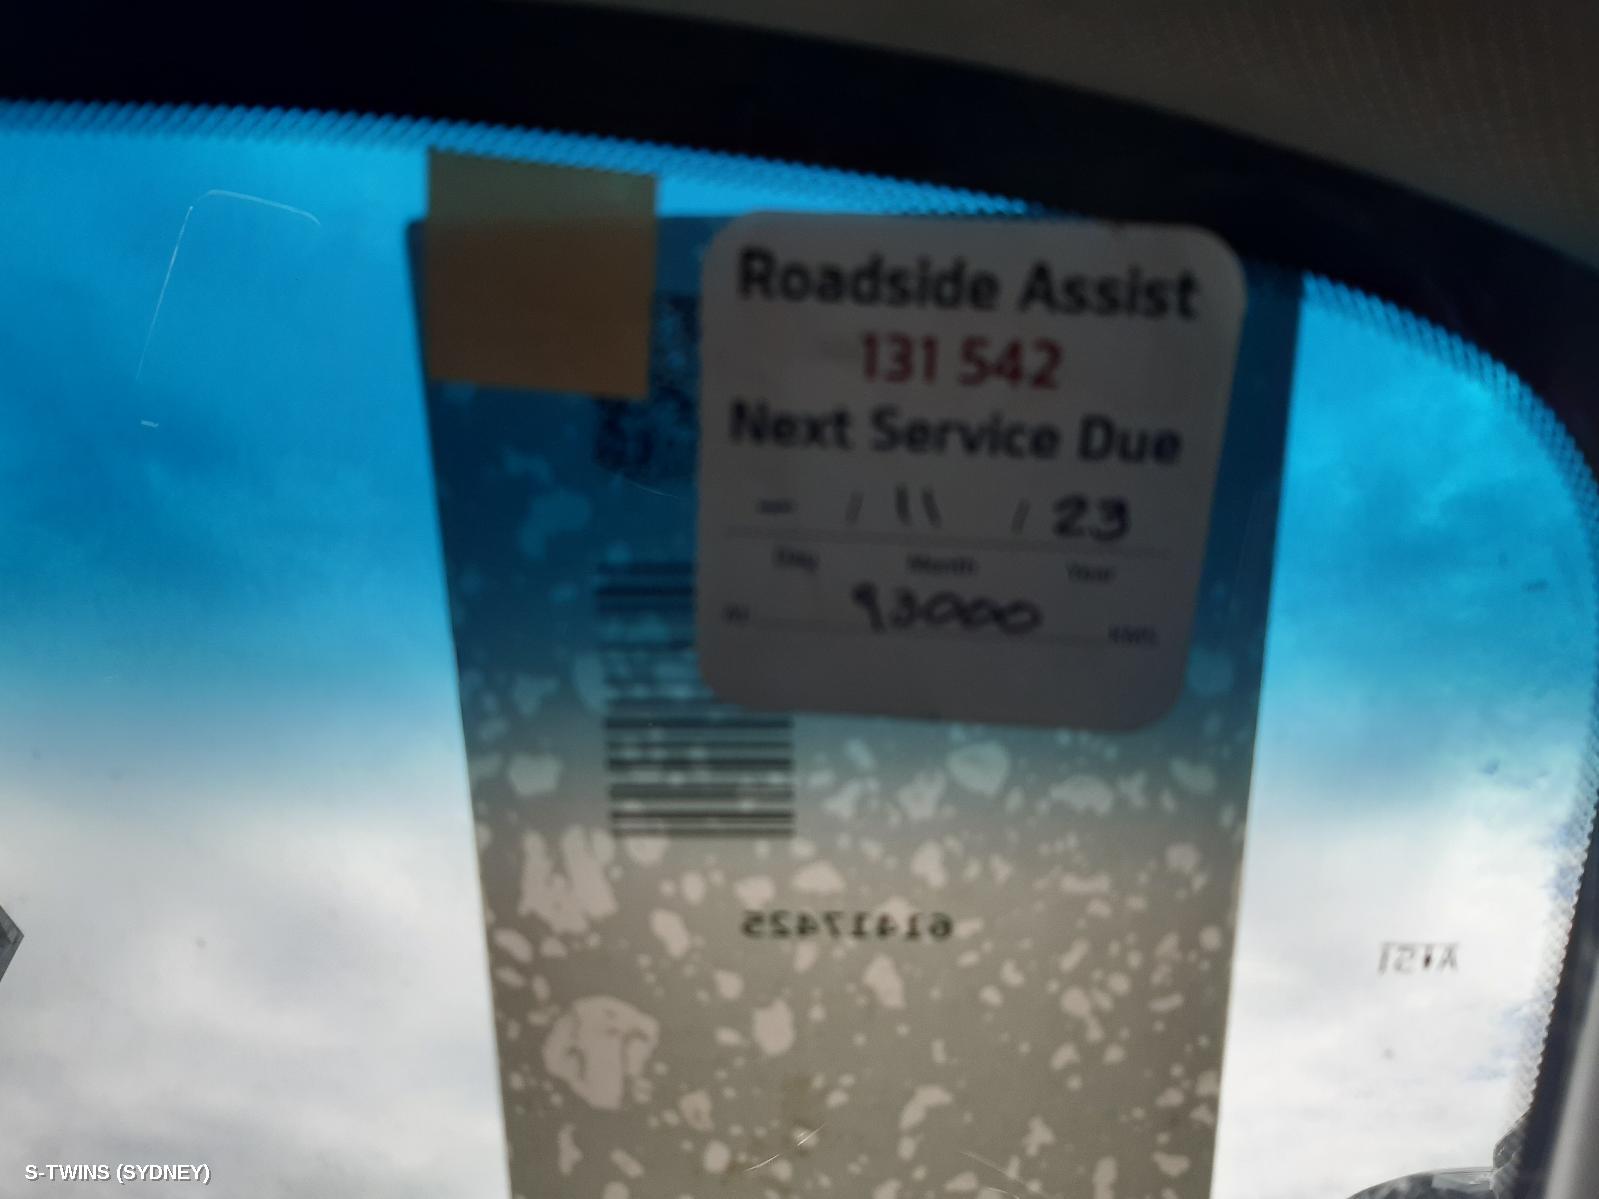 Roadside Assist
131 542
Next Service Due
- / 11 / 23
Day Month Year
93000 KMS
61417425
S-TWINS (SYDNEY)